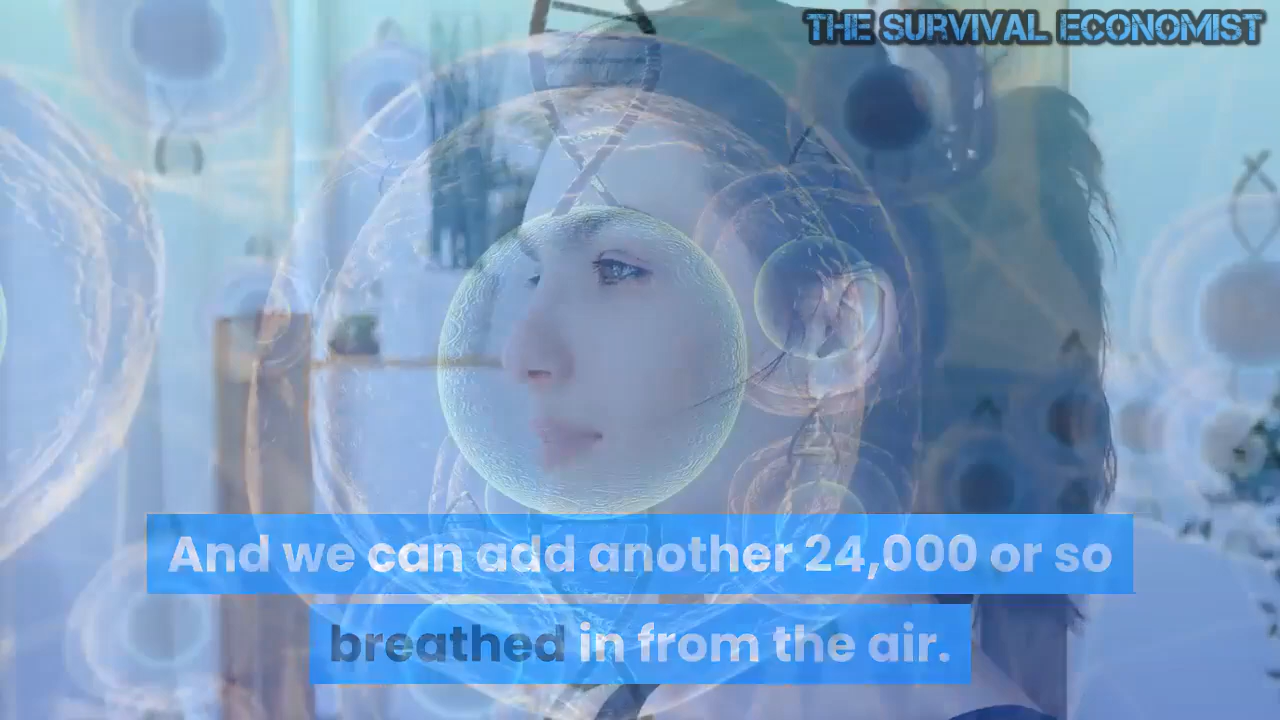 THE SURVIVAL ECONOMIST
And we can add another 24,000 or so
breathed in from the air.